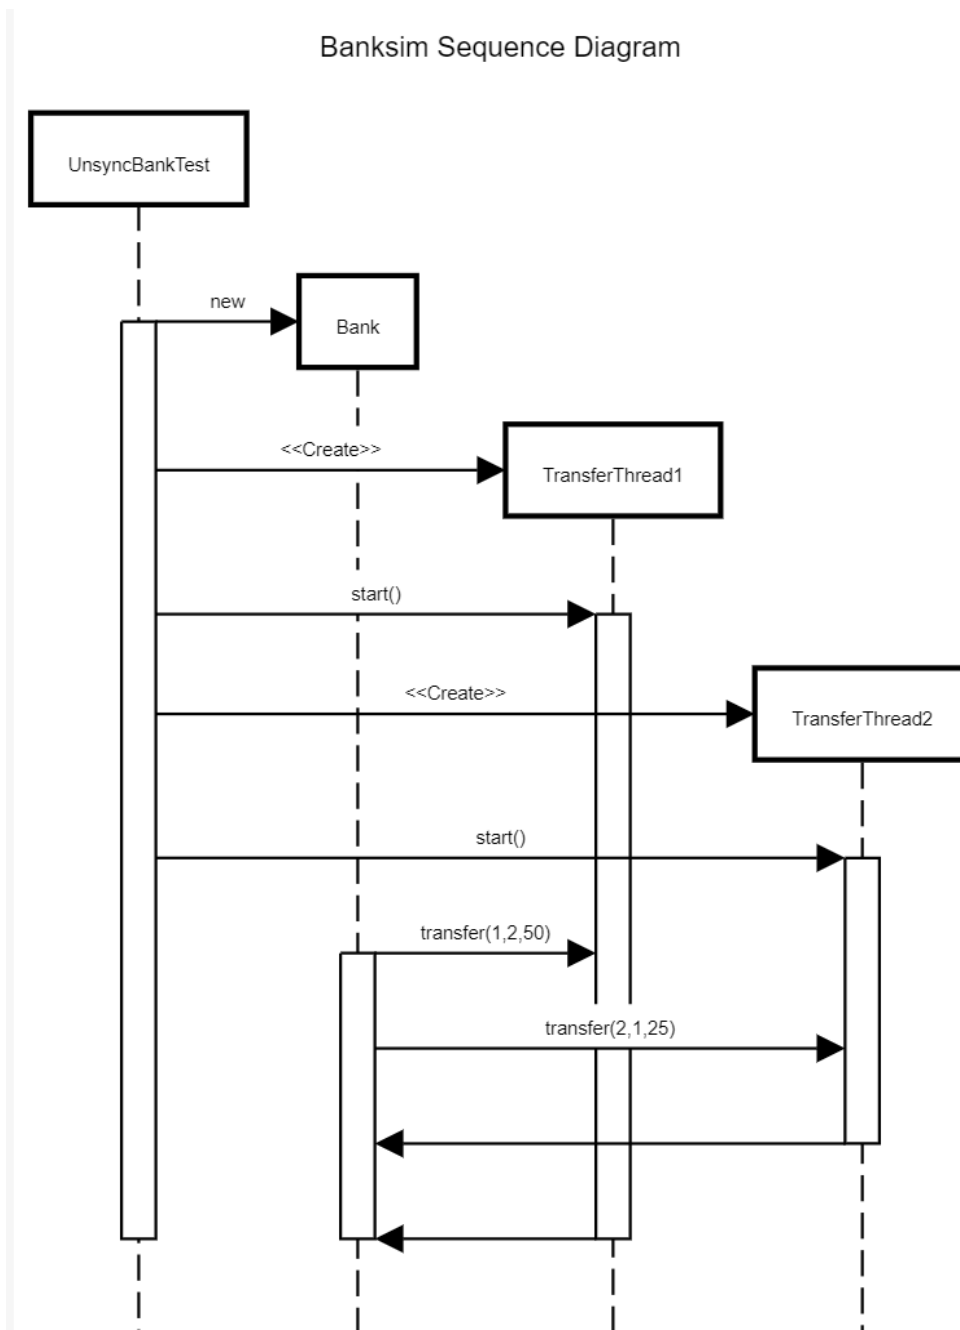 Banksim Sequence Diagram
UnsyncBankTest
new
Bank
<<Create>>
TransferThread1
start()
<<Create>>
TransferThread2
start()
transfer(1,2,50)
transfer(2,1,25)